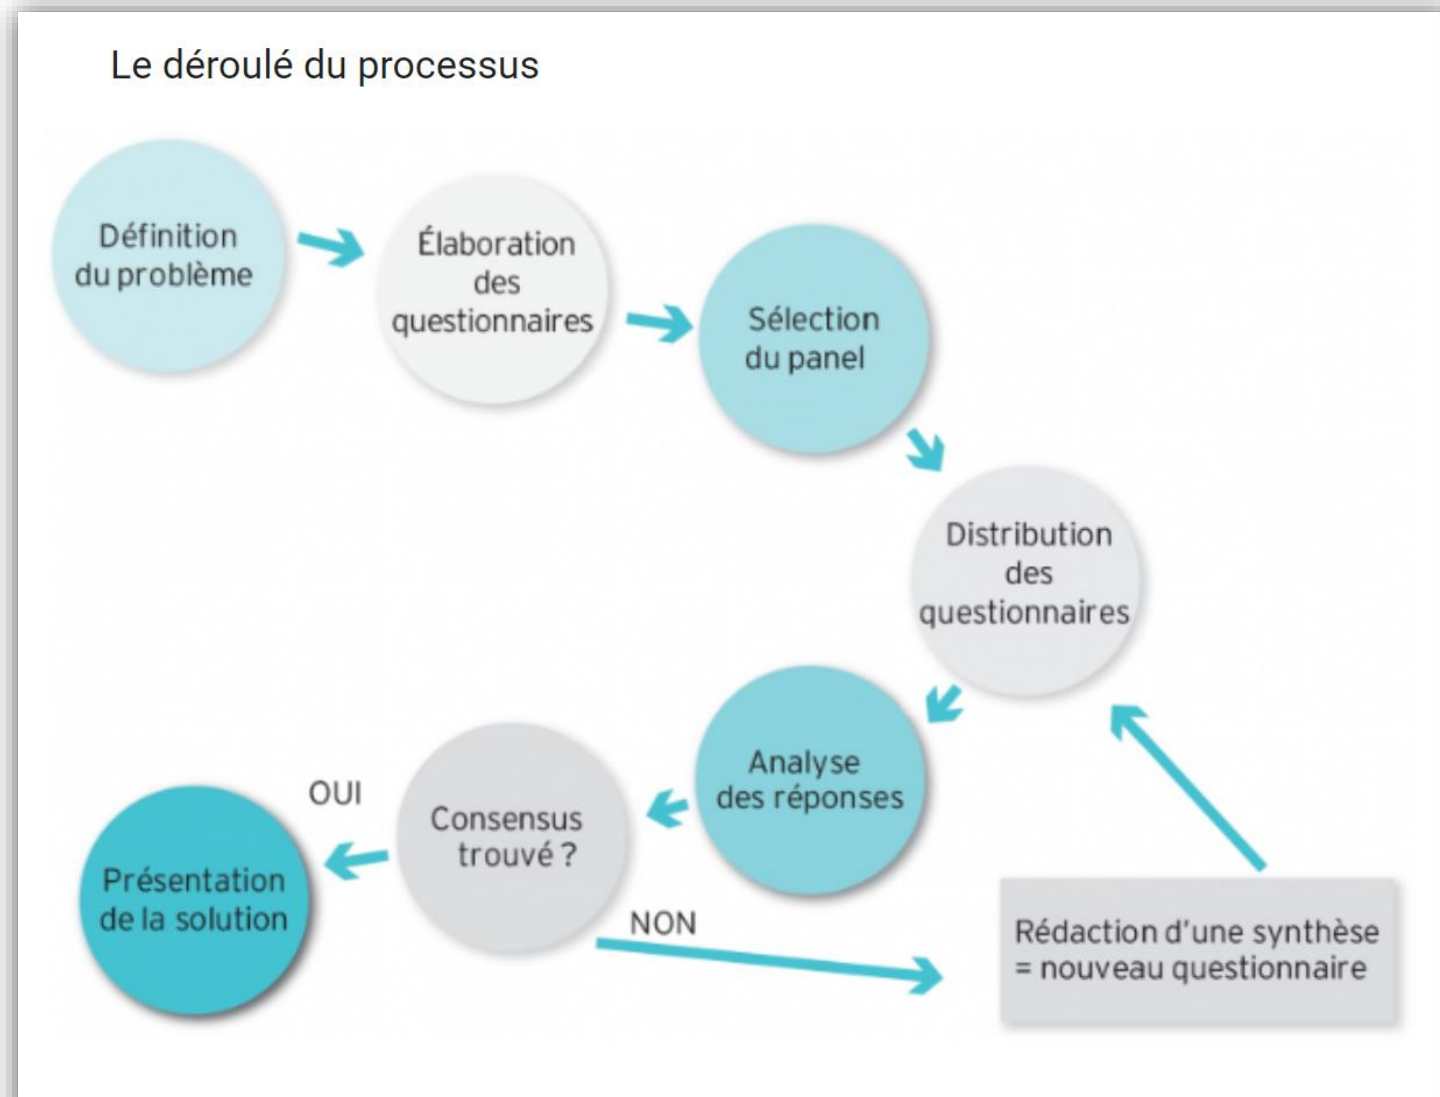 Le déroulé du processus
Définition
du problème
Élaboration
des
questionnaires
Sélection
du panel
Distribution
des
questionnaires
Analyse
des réponses
Consensus
trouvé ?
OUI
Présentation
de la solution
NON
Rédaction d'une synthèse
= nouveau questionnaire